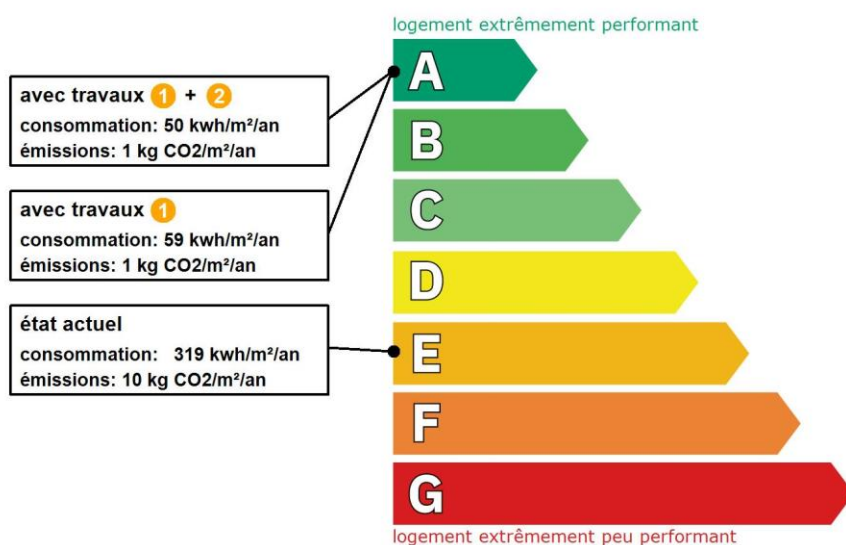 logement extrêmement performant
A
avec travaux 1 + 2
consommation: 50 kwh/m²/an
émissions: 1 kg CO2/m²/an
B
avec travaux 1
consommation: 59 kwh/m²/an
émissions: 1 kg CO2/m²/an
C
D
état actuel
consommation: 319 kwh/m²/an
émissions: 10 kg CO2/m²/an
E
F
G
logement extrêmement peu performant